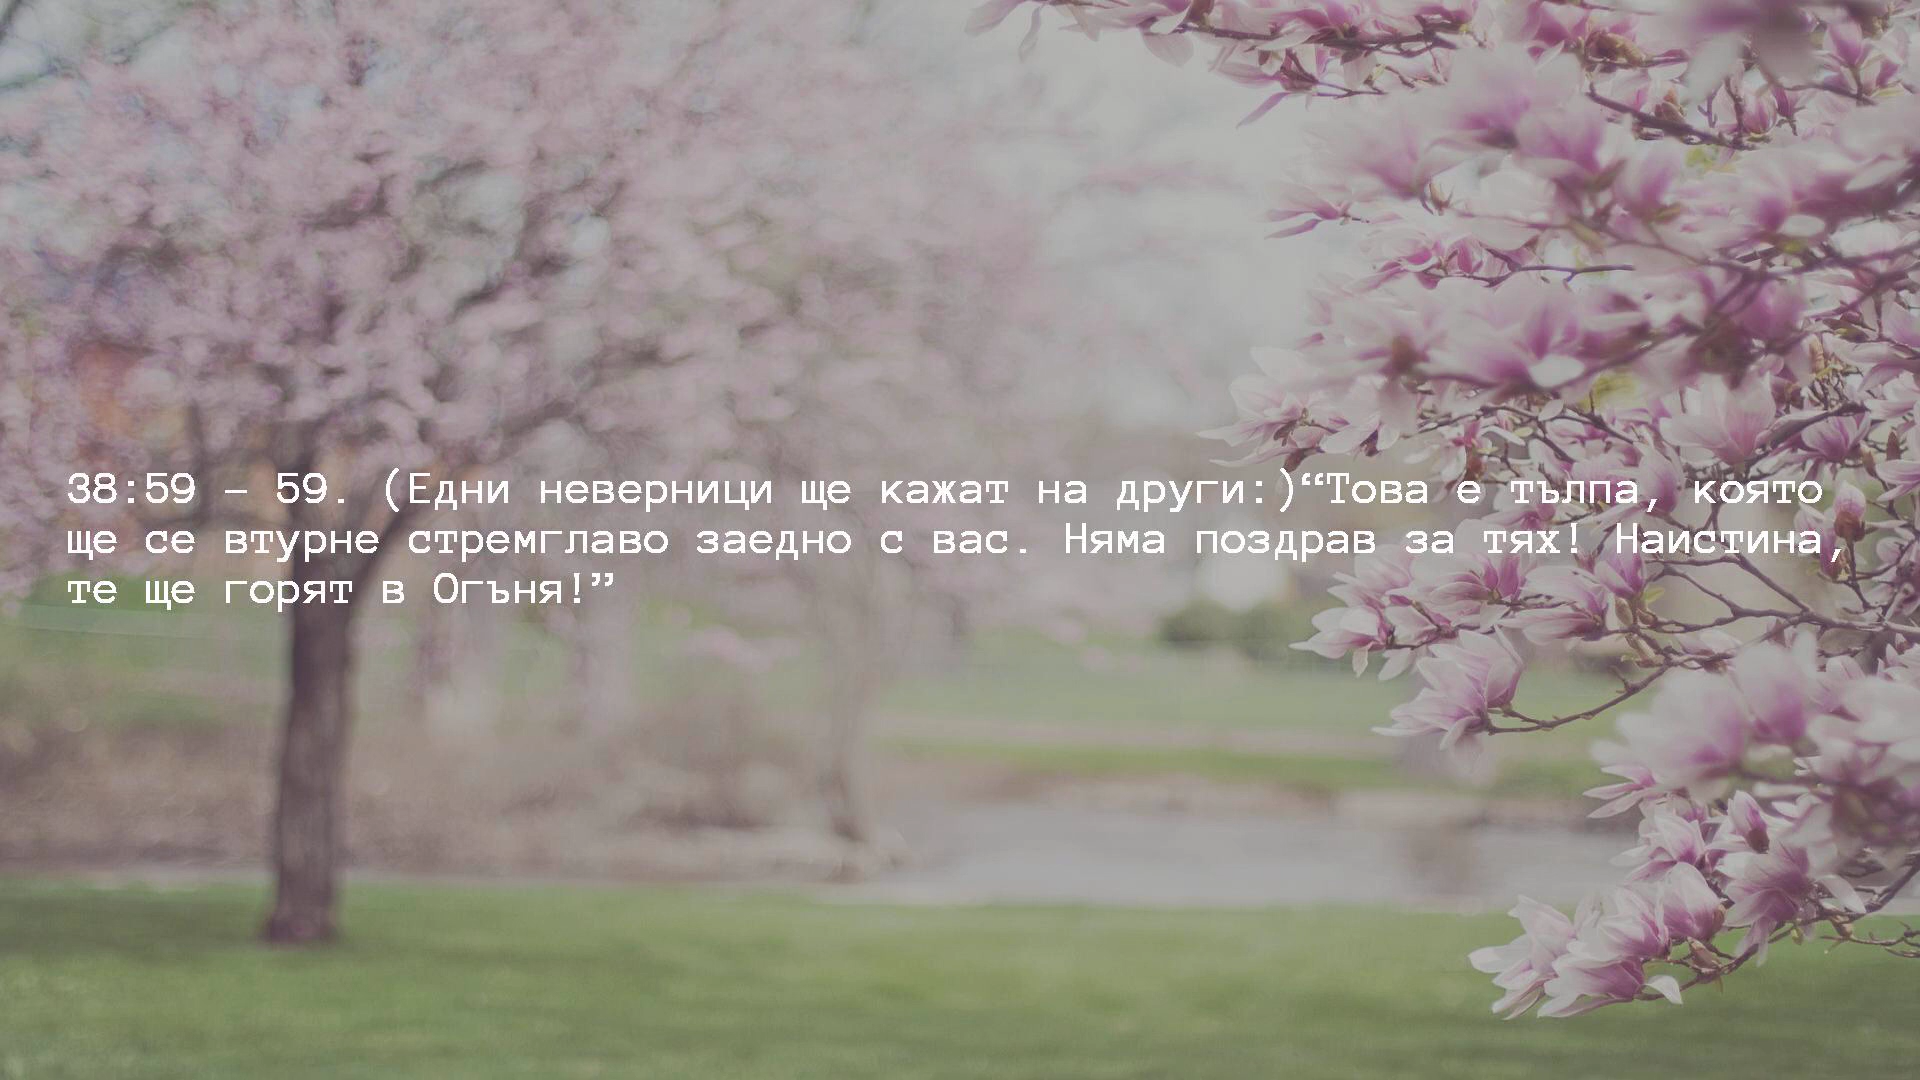 38:59 – 59. (Едни неверници ще кажат на други:)“Това е тълпа, която
ще се втурне стремглаво заедно с вас. Няма поздрав за тях! Наистина,
те ще горят в Огъня!”